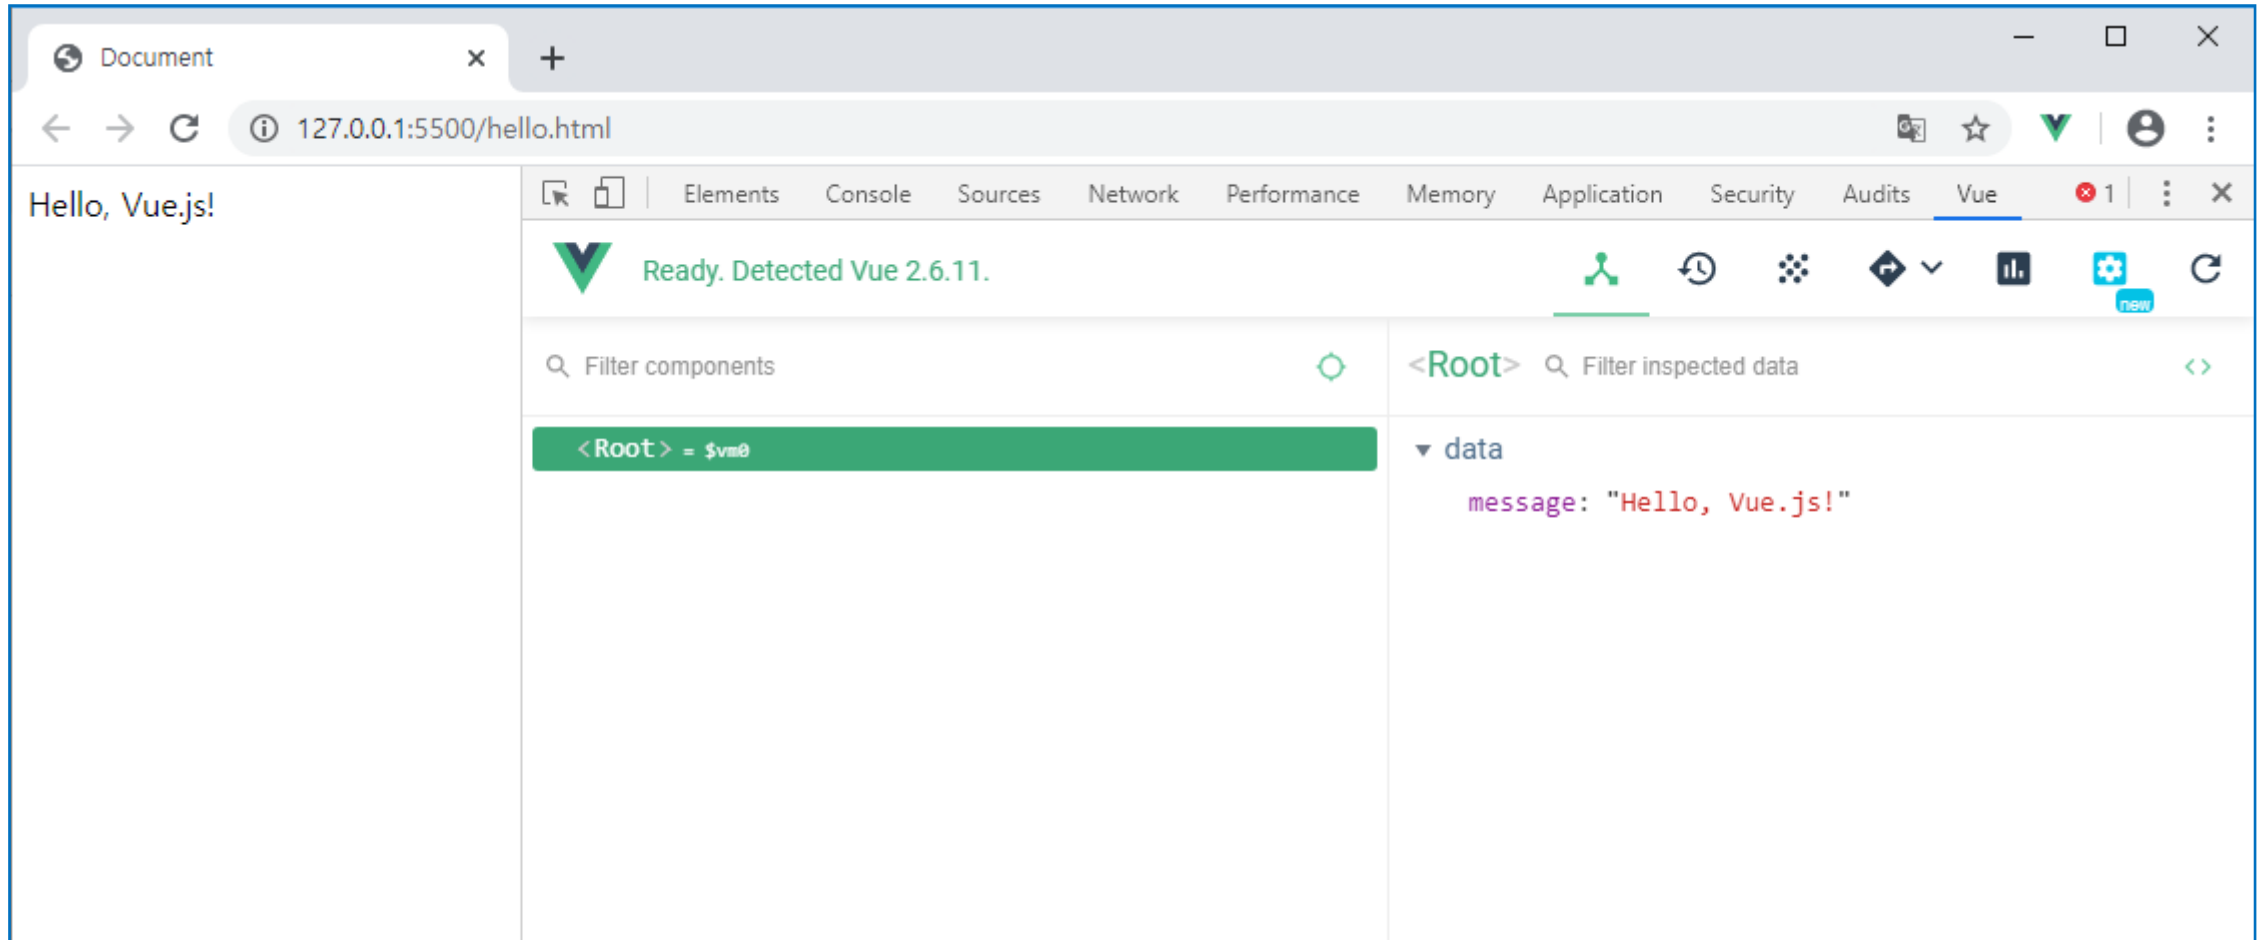 Document
127.0.0.1:5500/hello.html
Hello, Vue.js!
Elements Console Sources Network Performance Memory Application Security Audits Vue 1
Ready. Detected Vue 2.6.11.
new
Filter components
<Root> Filter inspected data
<Root> = $vm0
data
message: "Hello, Vue.js!"